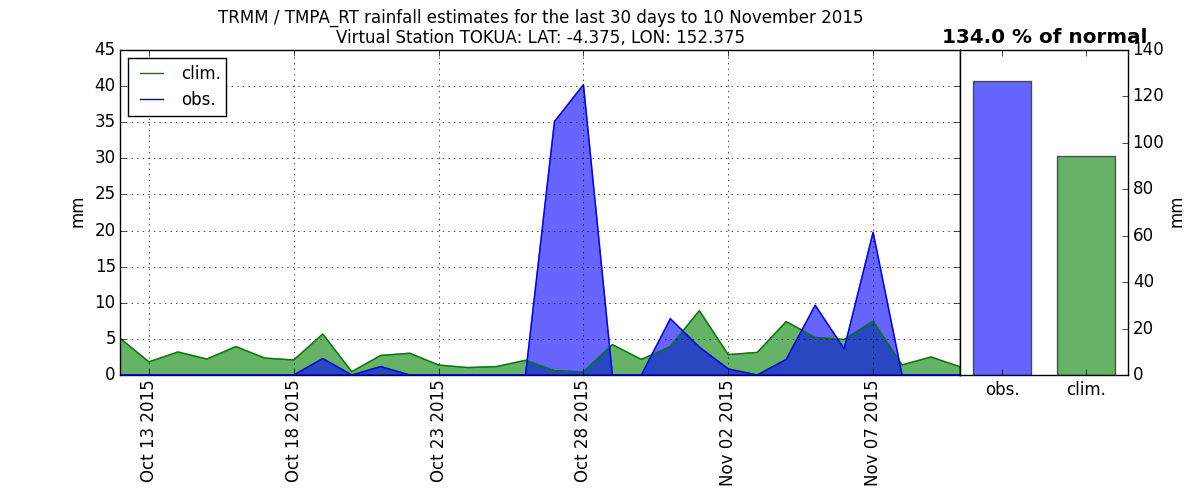 TRMM / TMPA_RT rainfall estimates for the last 30 days to 10 November 2015
Virtual Station TOKUA: LAT: -4.375, LON: 152.375
134.0 % of normal
clim.
obs.
mm
45
40
35
30
25
20
15
10
5
0
Oct 13 2015
Oct 18 2015
Oct 23 2015
Oct 28 2015
Nov 02 2015
Nov 07 2015
obs.
clim.
140
120
100
80
60
40
20
0
mm